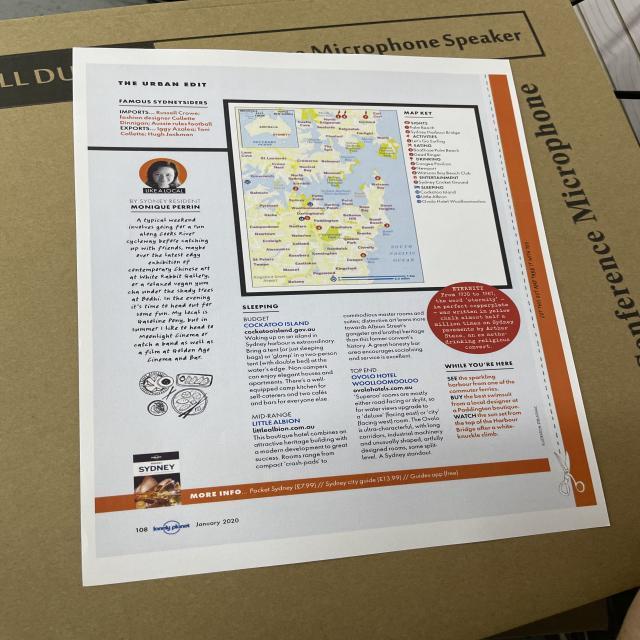 LL DU
Microphone Speaker
Conference Microphone
THE URBAN EDIT
FAMOUS SYDNEYSIDERS
IMPORTS... Russell Crowe;
fashion designer Collette
Dinnigan; Aussie rules football
EXPORTS... Iggy Azalea; Toni
Collette; Hugh Jackman
LIKE A LOCAL
BY SYDNEY RESIDENT
MONIQUE PERRIN
A typical weekend
involves going for a run
along Cooks River
cycleway before catching
up with friends, maybe
over the latest edgy
exhibition of
contemporary Chinese art
at White Rabbit Gallery,
or a relaxed vegan yum
cha under the shady trees
at Bodhi. In the evening
it's time to head out for
some fun. My local is
Gasoline Pony, but in
summer I like to head to
Moonlight Cinema or
catch a band as well as
a film at Golden Age
Cinema and Bar.
MAP KEY
SIGHTS
Palm Beach
Sydney Harbour Bridge
ACTIVITIES
Let's Go Surfing
EATING
Boathouse Palm Beach
Dead Ringer
DRINKING
Coogee Pavilion
Newport
Watsons Bay Beach Club
ENTERTAINMENT
Sydney Cricket Ground
SLEEPING
Cockatoo Island
Little Albion
Ovolo Hotel Woolloomooloo
SOUTH
PACIFIC
OCEAN
SLEEPING
BUDGET
COCKATOO ISLAND
cockatooisland.gov.au
Waking up on an island in
Sydney harbour is extraordinary.
Bring a tent (or just sleeping
bags) or 'glamp' in a two-person
tent (with double bed) at the
water's edge. Non-campers
can enjoy elegant houses and
apartments. There's a well-
equipped camp kitchen for
self-caterers and two cafés
and bars for everyone else.
MID-RANGE
LITTLE ALBION
littlealbion.com.au
This boutique hotel combines an
attractive heritage building with
a modern development to great
success. Rooms range from
compact 'crash-pads' to
commodious master rooms and
suites; distinctive art lends more
towards Albion Street's
gangster and brothel heritage
than this former convent's
history. A great honesty bar
area encourages socialising
and service is excellent.
TOP END
OVOLO HOTEL
WOOLLOOMOOLOO
ovolohotels.com.au
'Superoo' rooms are mostly
either road-facing or skylit, so
for water views upgrade to
a 'deluxe' (facing east) or 'city'
(facing west) room. The Ovolo
is ultra-characterful, with long
corridors, industrial machinery
and unusually shaped, artfully
designed rooms, some split-
level. A Sydney standout.
ETERNITY
From 1930 to 1967,
the word 'eternity' –
in perfect copperplate
– was written in yellow
chalk almost half a
million times on Sydney
pavements by Arthur
Stace, an anti-
drinking religious
convert.
WHILE YOU'RE HERE
SEE the sparkling
harbour from one of the
commuter ferries.
BUY the best swimsuit
from a local designer at
a Paddington boutique.
WATCH the sun set from
the top of the Harbour
Bridge after a white-
knuckle climb.
SYDNEY
MORE INFO... Pocket Sydney (£7.99) // Sydney city guide (£13.99) // Guides app (free)
108 lonely planet January 2020